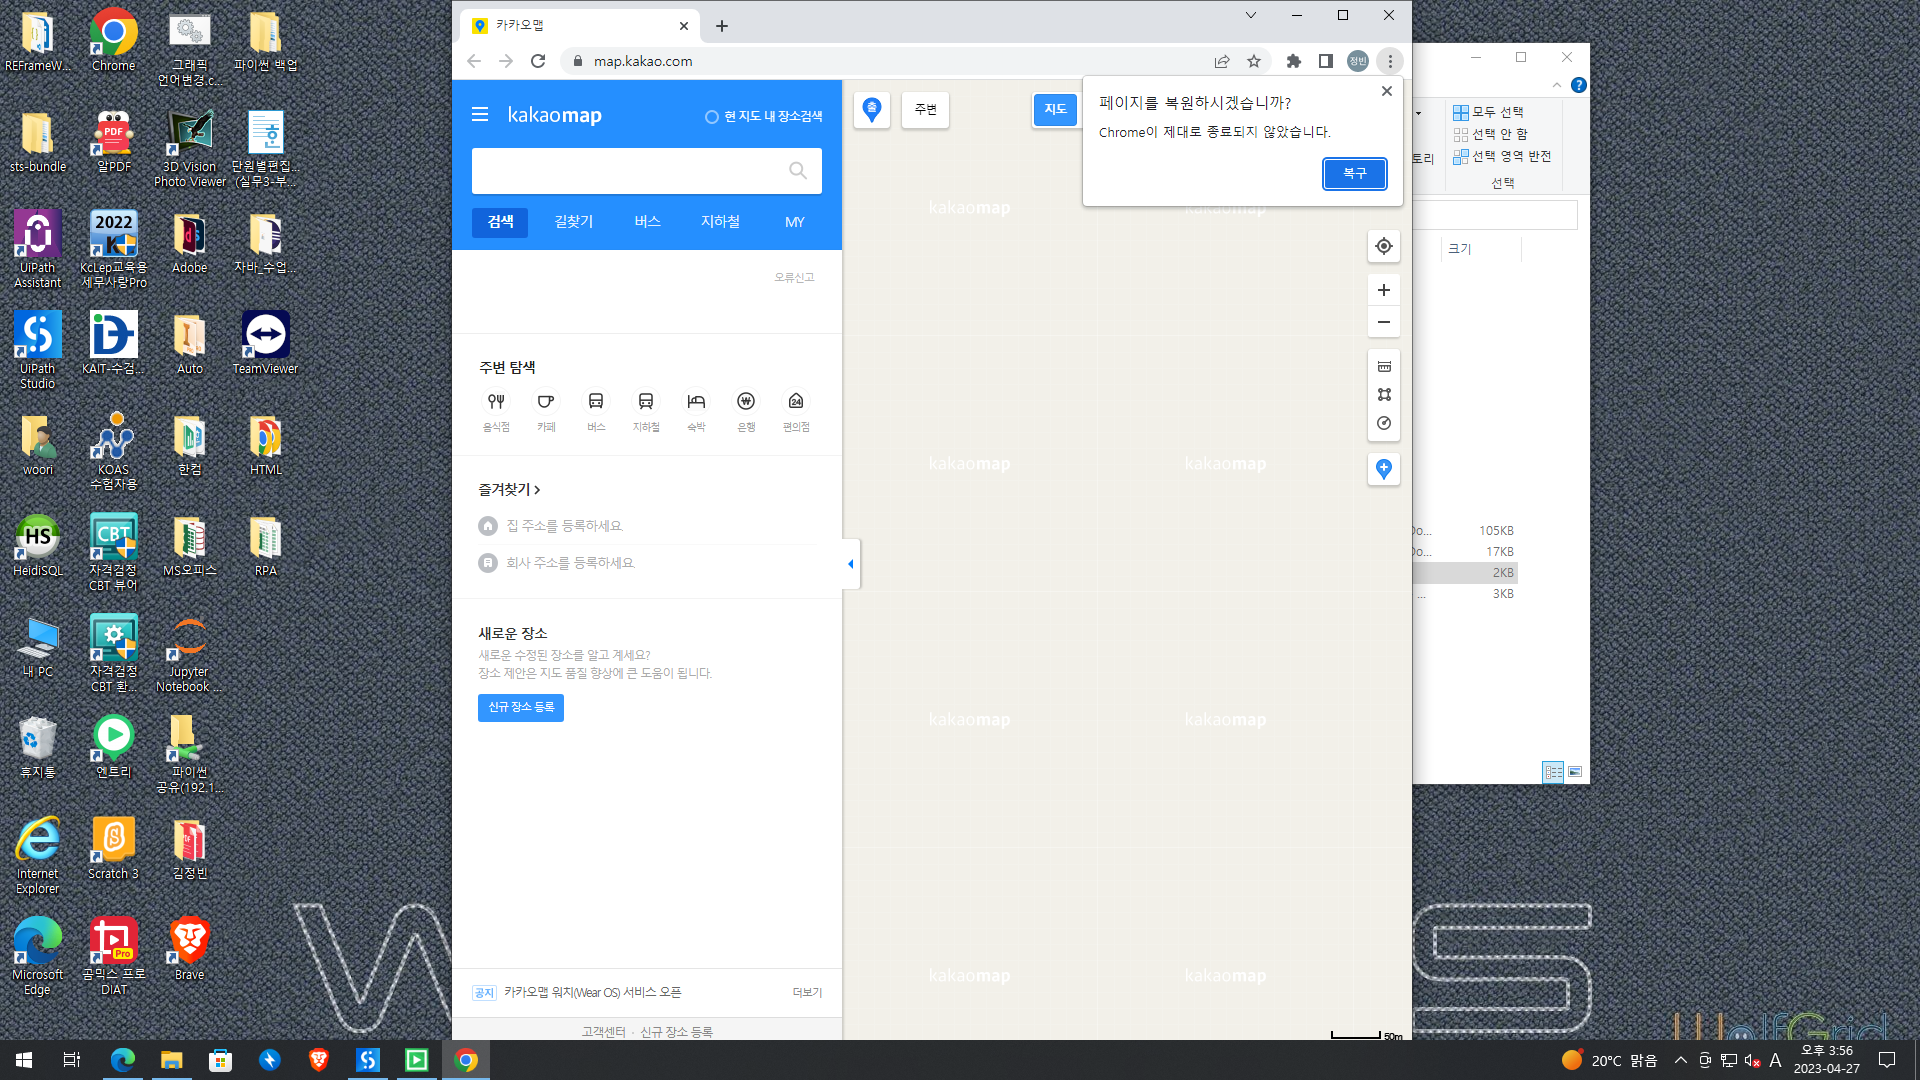 카카오맵
map.kakao.com
정빈
REFrameW...
Chrome
그래픽
언어변경.c...
파이썬 백업
sts-bundle
알PDF
3D Vision
Photo Viewer
단원별편집...
(실무3-부...
UiPath
Assistant
2022
KcLep교육용
세무사랑Pro
Adobe
자바_수업...
UiPath
Studio
KAIT-수검...
Auto
TeamViewer
woori
KOAS
수험자용
한컴
HTML
HS
HeidiSQL
CBT
자격검정
CBT 뷰어
MS오피스
RPA
내 PC
자격검정
CBT 환...
Jupyter
Notebook ...
휴지통
엔트리
파이썬
공유(192.1...
Internet
Explorer
Scratch 3
김정빈
Microsoft
Edge
Pro
곰믹스 프로
DIAT
Brave
kakaomap
현 지도 내 장소검색
검색
길찾기
버스
지하철
MY
오류신고
주변 탐색
음식점
카페
버스
지하철
숙박
은행
24
편의점
즐겨찾기
집 주소를 등록하세요.
회사 주소를 등록하세요.
새로운 장소
새로운 수정된 장소를 알고 계세요?
장소 제안은 지도 품질 향상에 큰 도움이 됩니다.
신규 장소 등록
공지 카카오맵 워치(Wear OS) 서비스 오픈
더보기
고객센터 · 신규 장소 등록
출
주변
지도
페이지를 복원하시겠습니까?
Chrome이 제대로 종료되지 않았습니다.
복구
kakaomap
kakaomap
kakaomap
kakaomap
kakaomap
kakaomap
kakaomap
kakaomap
50m
모두 선택
선택 안 함
선택 영역 반전
토리
선택
크기
Do... 105KB
Do... 17KB
2KB
... 3KB
W
S
WolfGrid
20°C 맑음
A
오후 3:56
2023-04-27